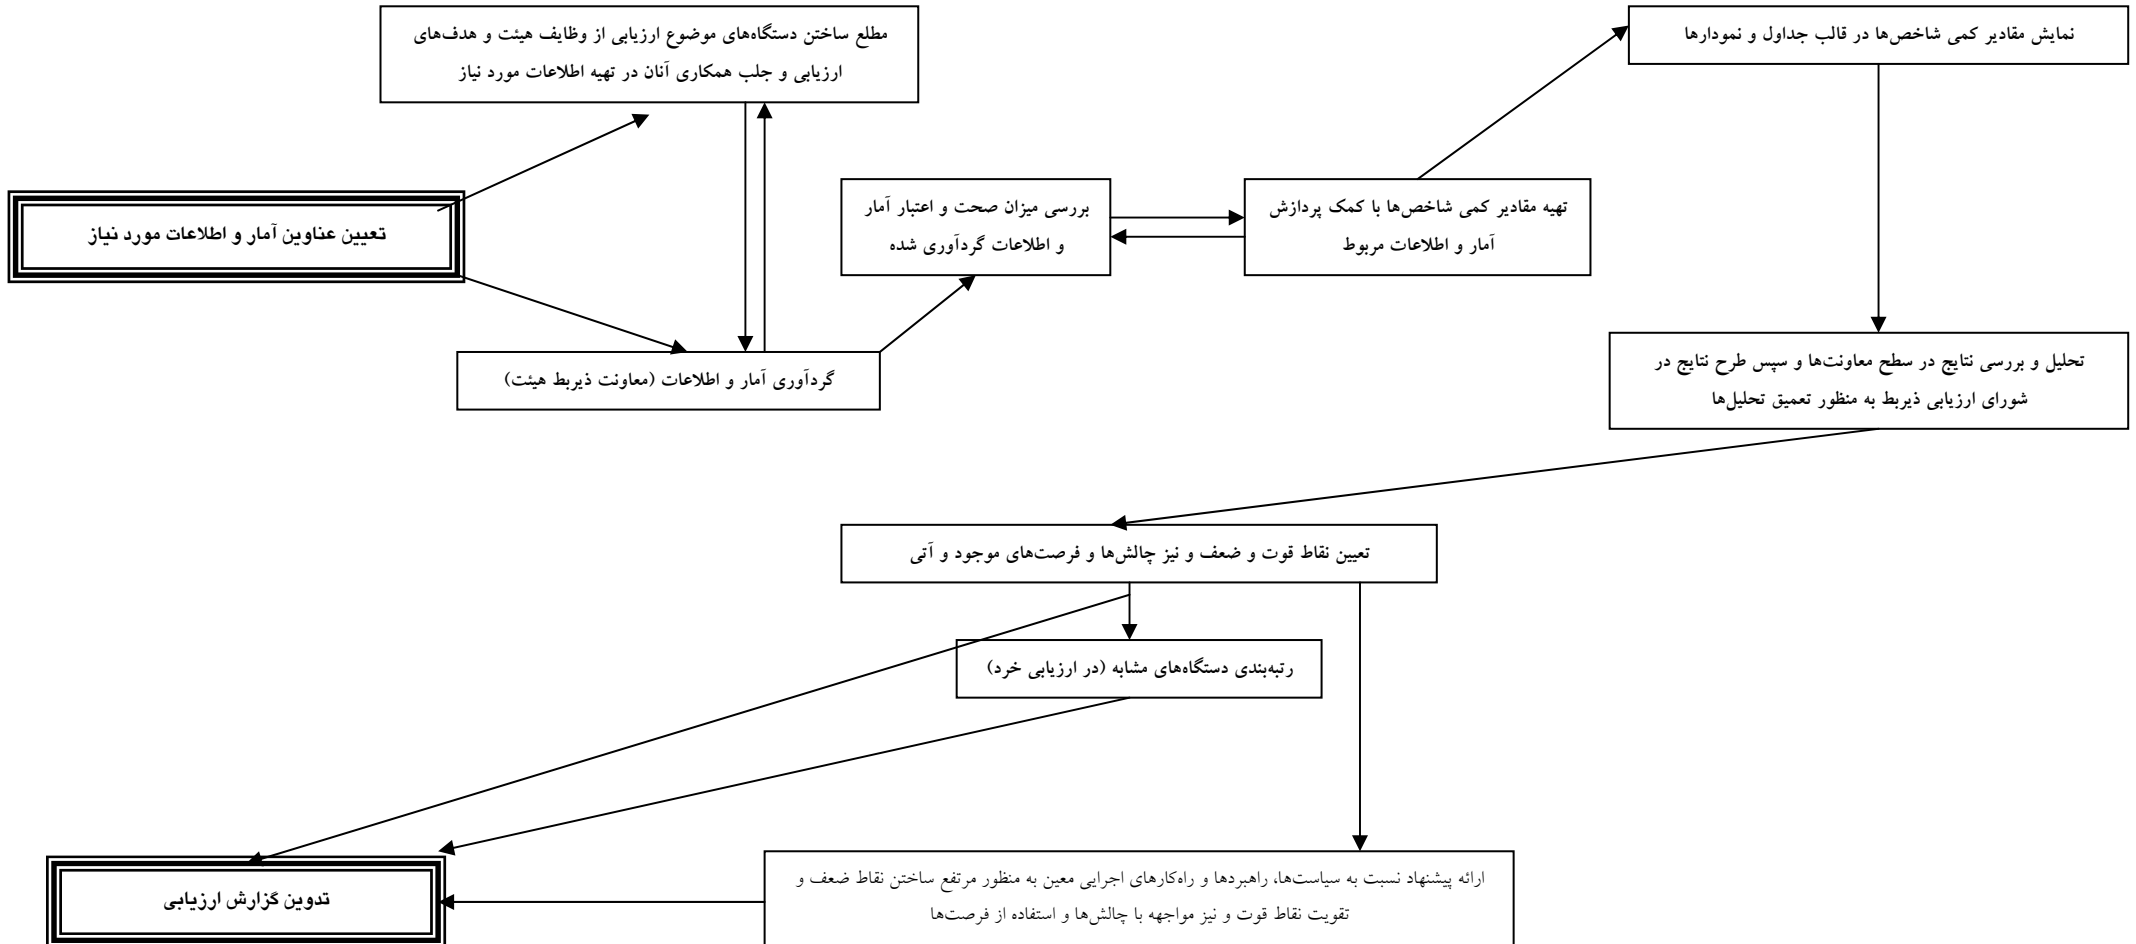 مطلع ساختن دستگاه‌های موضوع ارزیابی از وظایف هیئت و هدف‌های
ارزیابی و جلب همکاری آنان در تهیه اطلاعات مورد نیاز
نمایش مقادیر کمی شاخص‌ها در قالب جداول و نمودارها
تعیین عناوین آمار و اطلاعات مورد نیاز
بررسی میزان صحت و اعتبار آمار
و اطلاعات گردآوری شده
تهیه مقادیر کمی شاخص‌ها با کمک پردازش
آمار و اطلاعات مربوط
گردآوری آمار و اطلاعات (معاونت ذیربط هیئت)
تحلیل و بررسی نتایج در سطح معاونت‌ها و سپس طرح نتایج در
شورای ارزیابی ذیربط به منظور تعمیق تحلیل‌ها
تعیین نقاط قوت و ضعف و نیز چالش‌ها و فرصت‌های موجود و آتی
رتبه‌بندی دستگاه‌های مشابه (در ارزیابی خرد)
ارائه پیشنهاد نسبت به سیاست‌ها، راهبردها و راه‌کارهای اجرایی معین به منظور مرتفع ساختن نقاط ضعف و
تقویت نقاط قوت و نیز مواجهه با چالش‌ها و استفاده از فرصت‌ها
تدوین گزارش ارزیابی